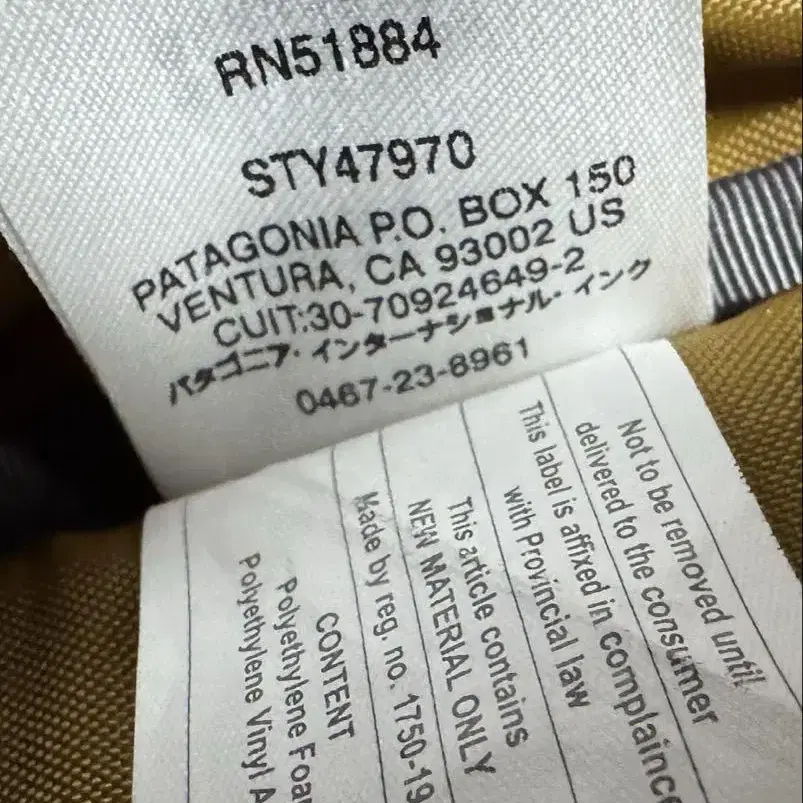 RN51884
STY47970
PATAGONIA P.O. BOX 150
VENTURA, CA 93002 US
CUIT:30-70924649-2
パタゴニア・インターナショナル・インク
0467-23-8961
Not to be removed until
delivered to the consumer
This label is affixed in complaince
with Provincial law
This article contains
NEW MATERIAL ONLY
Made by reg. no. 1750-19
CONTENT
Polyethylene
Polyethylene Vinyl